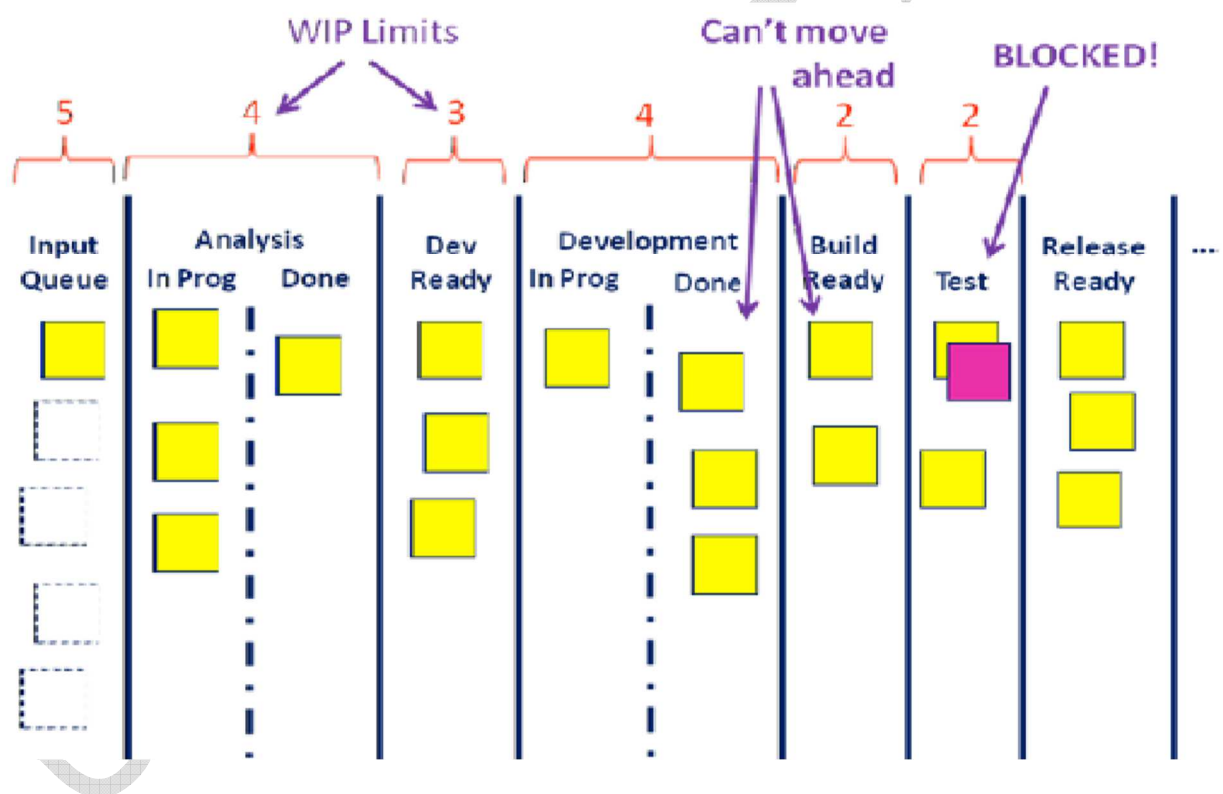 WIP Limits
Can't move
ahead
BLOCKED!
5
4
3
4
2
2
Input
Queue
Analysis
In Prog
Done
Dev
Ready
Development
In Prog
Done
Build
Ready
Test
Release
Ready
...